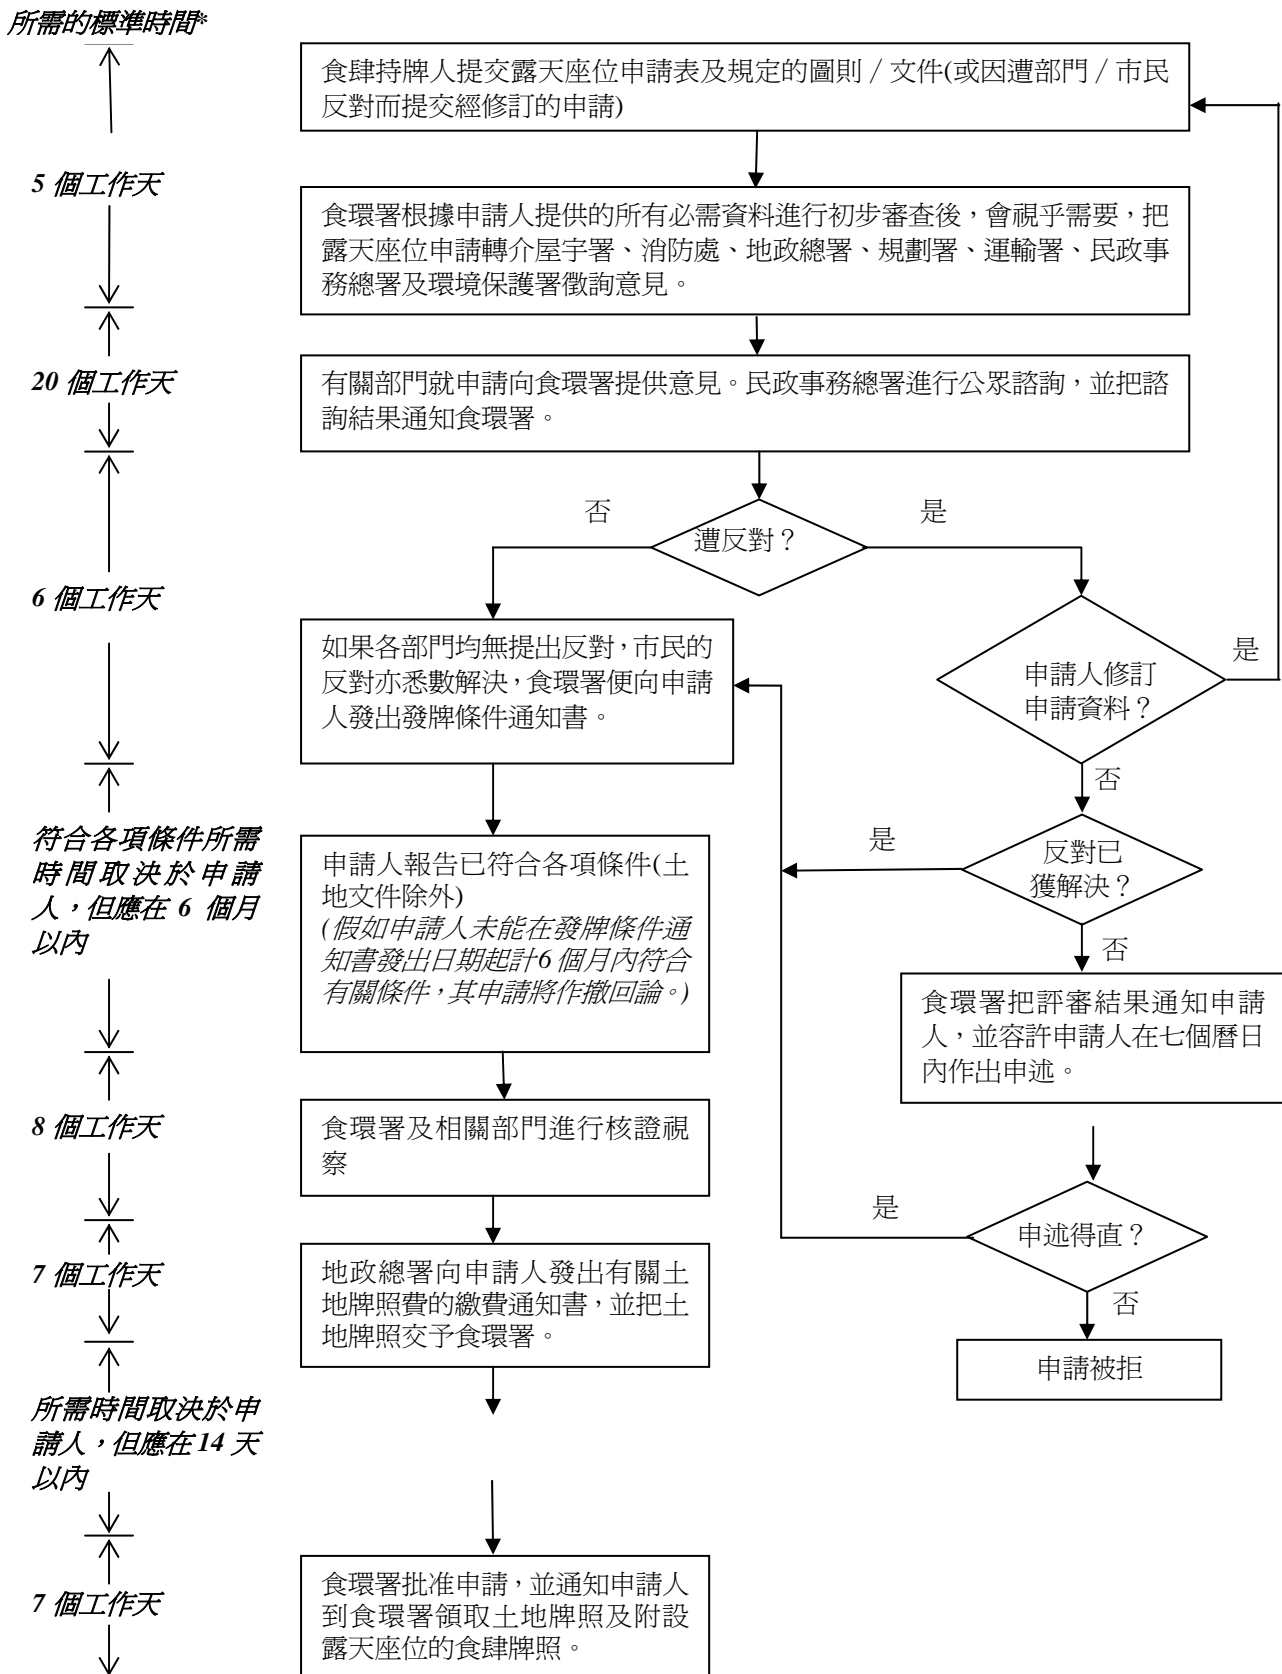 所需的標準時間*
食肆持牌人提交露天座位申請表及規定的圖則／文件(或因遭部門／市民
反對而提交經修訂的申請)
5 個工作天
食環署根據申請人提供的所有必需資料進行初步審查後，會視乎需要，把
露天座位申請轉介屋宇署、消防處、地政總署、規劃署、運輸署、民政事
務總署及環境保護署徵詢意見。
20 個工作天
有關部門就申請向食環署提供意見。民政事務總署進行公眾諮詢，並把諮
詢結果通知食環署。
否
是
遭反對？
6 個工作天
如果各部門均無提出反對，市民的
反對亦悉數解決，食環署便向申請
人發出發牌條件通知書。
申請人修訂
申請資料？
是
否
符合各項條件所需
時間取決於申請
人，但應在 6 個月
以內
申請人報告已符合各項條件(土
地文件除外)
(假如申請人未能在發牌條件通
知書發出日期起計6 個月內符合
有關條件，其申請將作撤回論。)
是
反對已
獲解決？
否
食環署把評審結果通知申請
人，並容許申請人在七個曆日
內作出申述。
8 個工作天
食環署及相關部門進行核證視
察
是
申述得直？
否
7 個工作天
地政總署向申請人發出有關土
地牌照費的繳費通知書，並把土
地牌照交予食環署。
申請被拒
所需時間取決於申
請人，但應在 14 天
以內
7 個工作天
食環署批准申請，並通知申請人
到食環署領取土地牌照及附設
露天座位的食肆牌照。